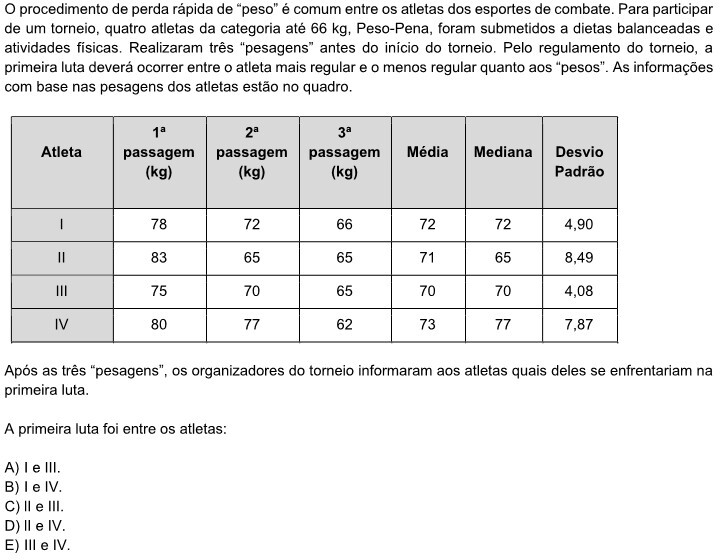 O procedimento de perda rápida de “peso” é comum entre os atletas dos esportes de combate. Para participar
de um torneio, quatro atletas da categoria até 66 kg, Peso-Pena, foram submetidos a dietas balanceadas e
atividades físicas. Realizaram três “pesagens” antes do início do torneio. Pelo regulamento do torneio, a
primeira luta deverá ocorrer entre o atleta mais regular e o menos regular quanto aos “pesos”. As informações
com base nas pesagens dos atletas estão no quadro.
Atleta 1ª passagem (kg) 2ª passagem (kg) 3ª passagem (kg) Média Mediana Desvio Padrão
I 78 72 66 72 72 4,90
II 83 65 65 71 65 8,49
III 75 70 65 70 70 4,08
IV 80 77 62 73 77 7,87
Após as três “pesagens”, os organizadores do torneio informaram aos atletas quais deles se enfrentariam na
primeira luta.
A primeira luta foi entre os atletas:
A) I e III.
B) I e IV.
C) II e III.
D) II e IV.
E) III e IV.